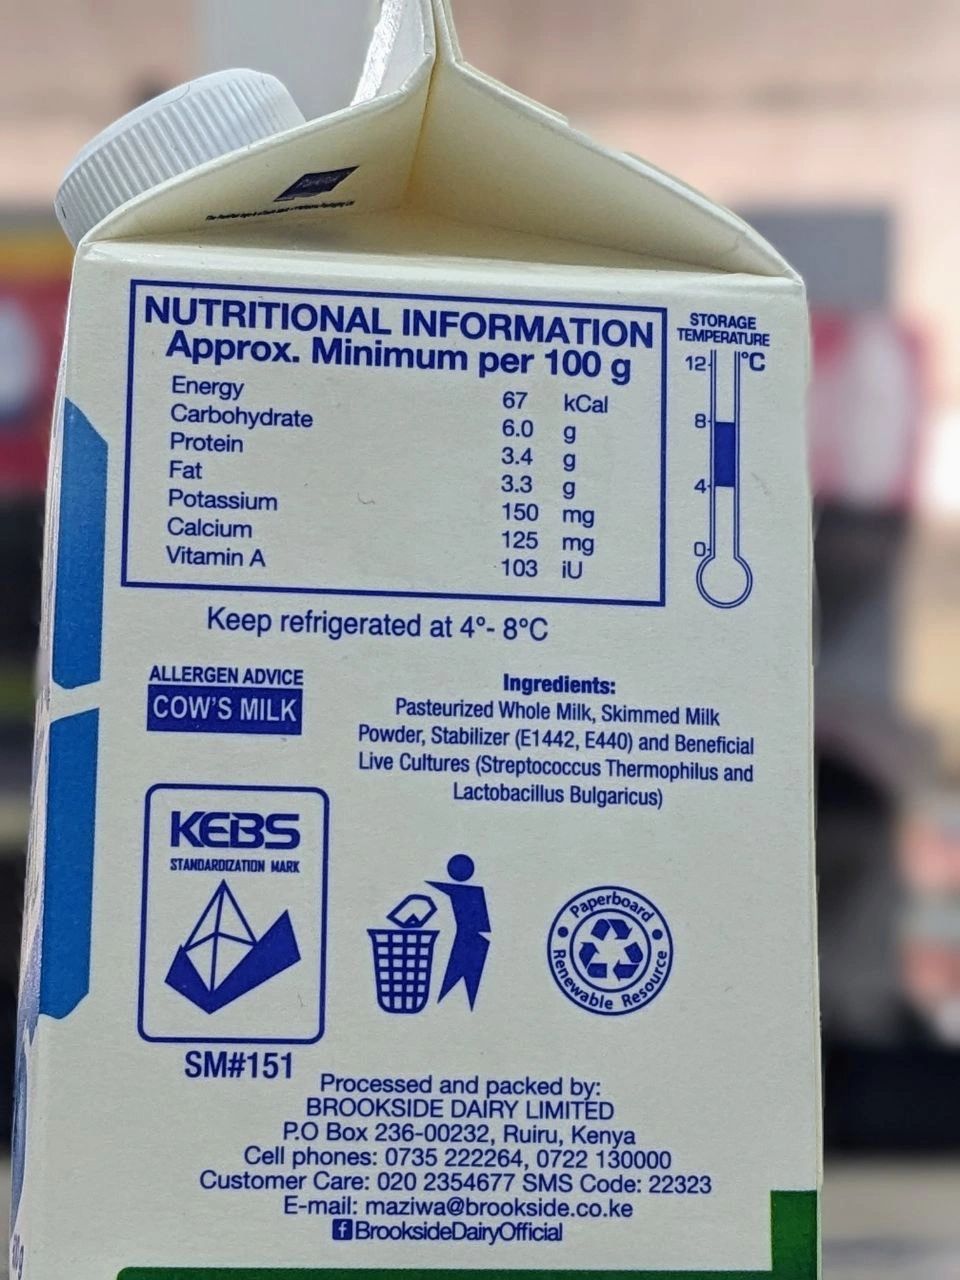 NUTRITIONAL INFORMATION
Approx. Minimum per 100 g
Energy 67 kCal
Carbohydrate 6.0 g
Protein 3.4 g
Fat 3.3 g
Potassium 150 mg
Calcium 125 mg
Vitamin A 103 iU
STORAGE
TEMPERATURE
12 °C
8
4
0
Keep refrigerated at 4°- 8°C
ALLERGEN ADVICE
COW'S MILK
Ingredients:
Pasteurized Whole Milk, Skimmed Milk
Powder, Stabilizer (E1442, E440) and Beneficial
Live Cultures (Streptococcus Thermophilus and
Lactobacillus Bulgaricus)
KEBS
STANDARDIZATION MARK
SM#151
Paperboard
Renewable Resource
Processed and packed by:
BROOKSIDE DAIRY LIMITED
P.O Box 236-00232, Ruiru, Kenya
Cell phones: 0735 222264, 0722 130000
Customer Care: 020 2354677 SMS Code: 22323
E-mail: maziwa@brookside.co.ke
f BrooksideDairyOfficial